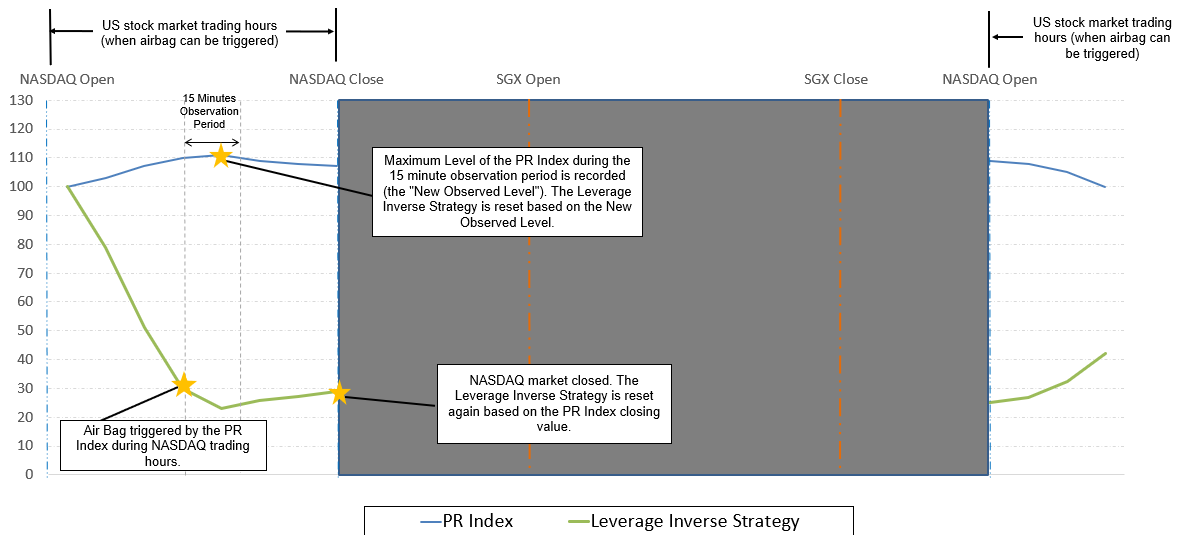 US stock market trading hours
(when airbag can be triggered)
US stock market trading
hours (when airbag can
be triggered)
NASDAQ Open
NASDAQ Close
SGX Open
SGX Close
NASDAQ Open
130
120
110
100
90
80
70
60
50
40
30
20
10
0
15 Minutes
Observation
Period
Maximum Level of the PR Index during the
15 minute observation period is recorded
(the "New Observed Level"). The Leverage
Inverse Strategy is reset based on the New
Observed Level.
NASDAQ market closed. The
Leverage Inverse Strategy is reset
again based on the PR Index closing
value.
Air Bag triggered by the PR
Index during NASDAQ trading
hours.
PR Index
Leverage Inverse Strategy